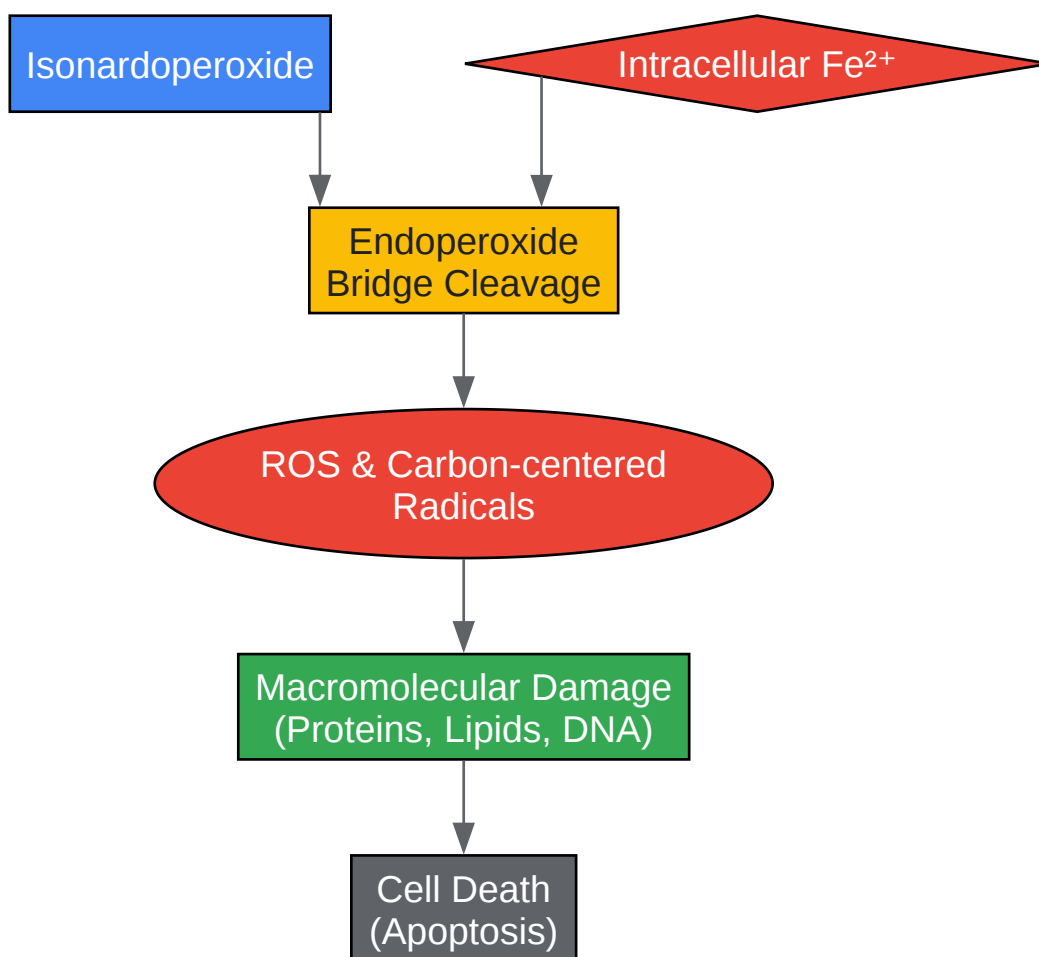 Isonardoperoxide
Intracellular Fe²⁺
Endoperoxide
Bridge Cleavage
ROS & Carbon-centered
Radicals
Macromolecular Damage
(Proteins, Lipids, DNA)
Cell Death
(Apoptosis)